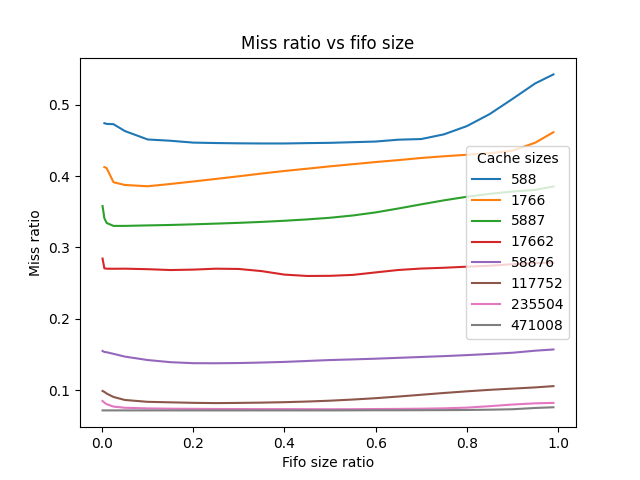 Miss ratio vs fifo size
Miss ratio
0.5
0.4
0.3
0.2
0.1
Cache sizes
588
1766
5887
17662
58876
117752
235504
471008
0.0 0.2 0.4 0.6 0.8 1.0
Fifo size ratio